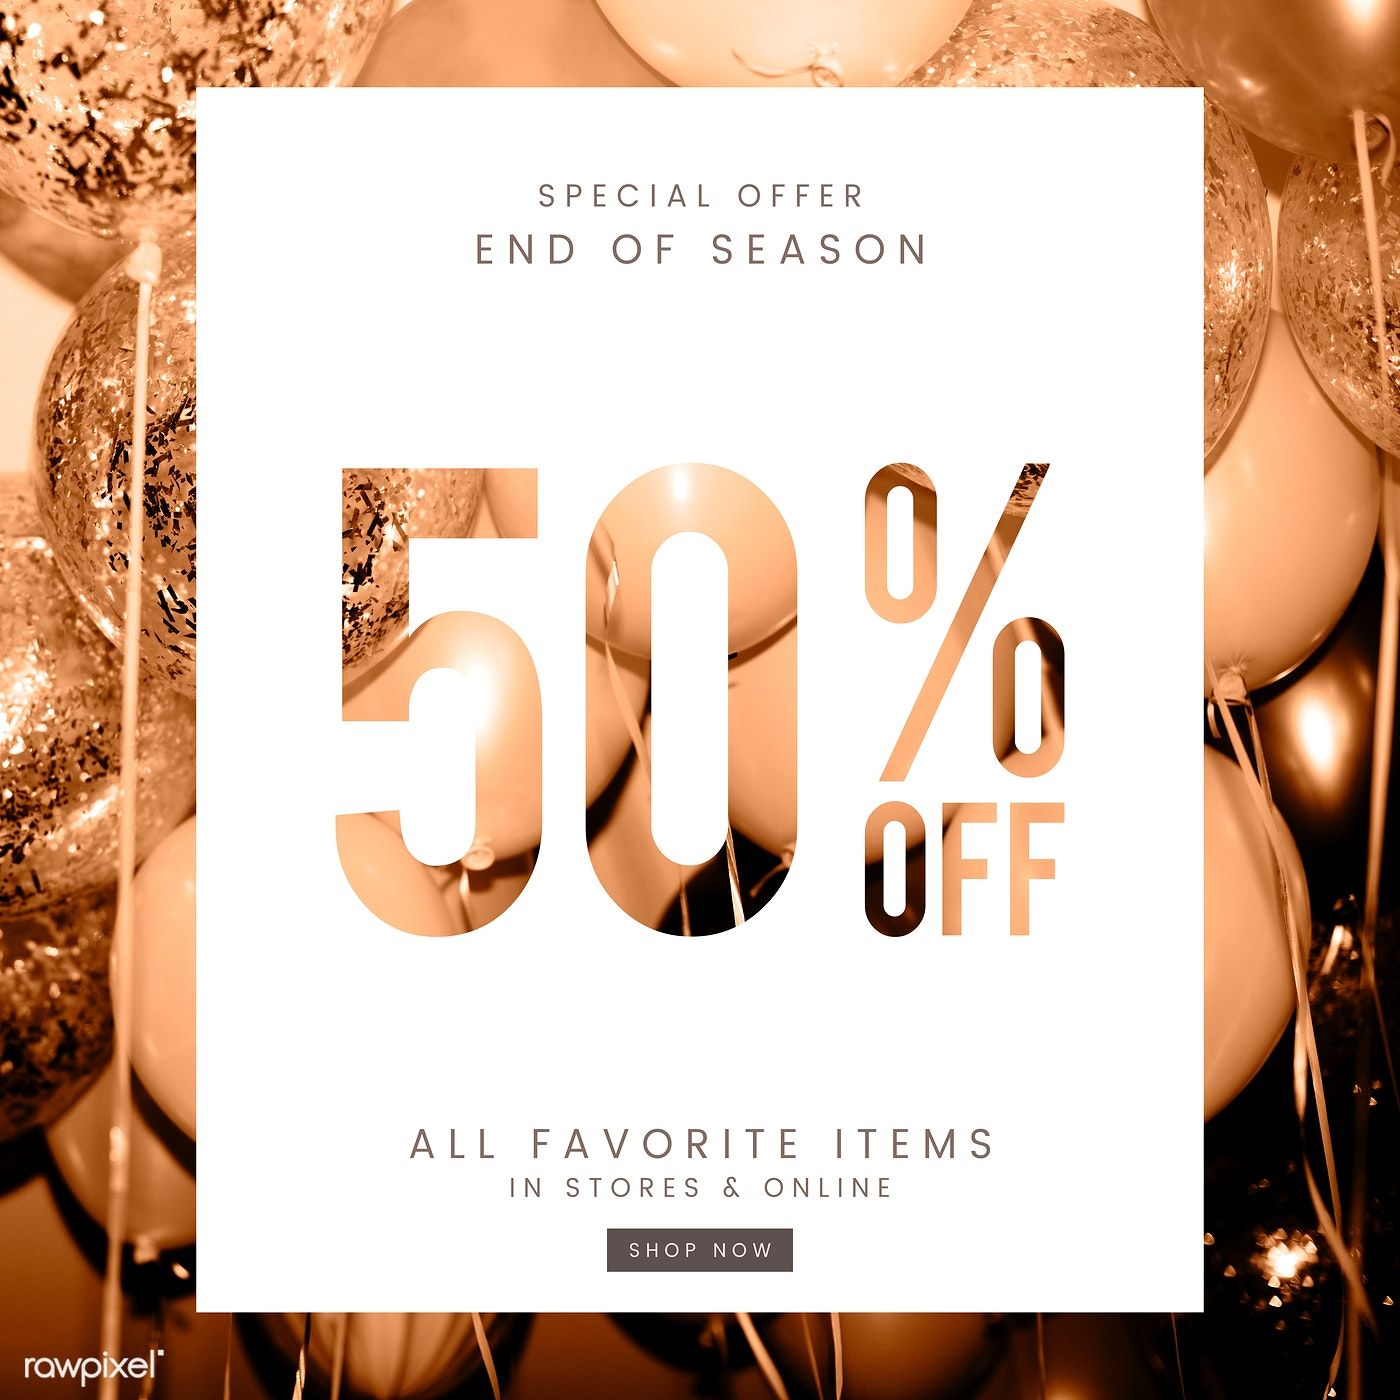 SPECIAL OFFER
END OF SEASON
50%
OFF
ALL FAVORITE ITEMS
IN STORES & ONLINE
SHOP NOW
rawpixel